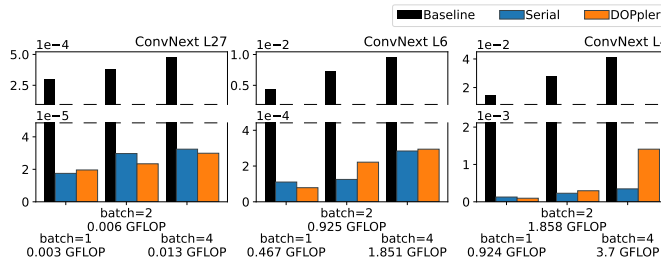 Baseline Serial DOPpler
1e−4 ConvNext L27
5.0
2.5
1e−5
4
2
0
batch=2
0.006 GFLOP
batch=1 batch=4
0.003 GFLOP 0.013 GFLOP
1e−2 ConvNext L6
1.0
0.5
0.0
1e−4
4
2
0
batch=2
0.925 GFLOP
batch=1 batch=4
0.467 GFLOP 1.851 GFLOP
1e−2 ConvNext L
4
2
1e−3
3
2
1
0
batch=2
1.858 GFLOP
batch=1 batch=4
0.924 GFLOP 3.7 GFLOP